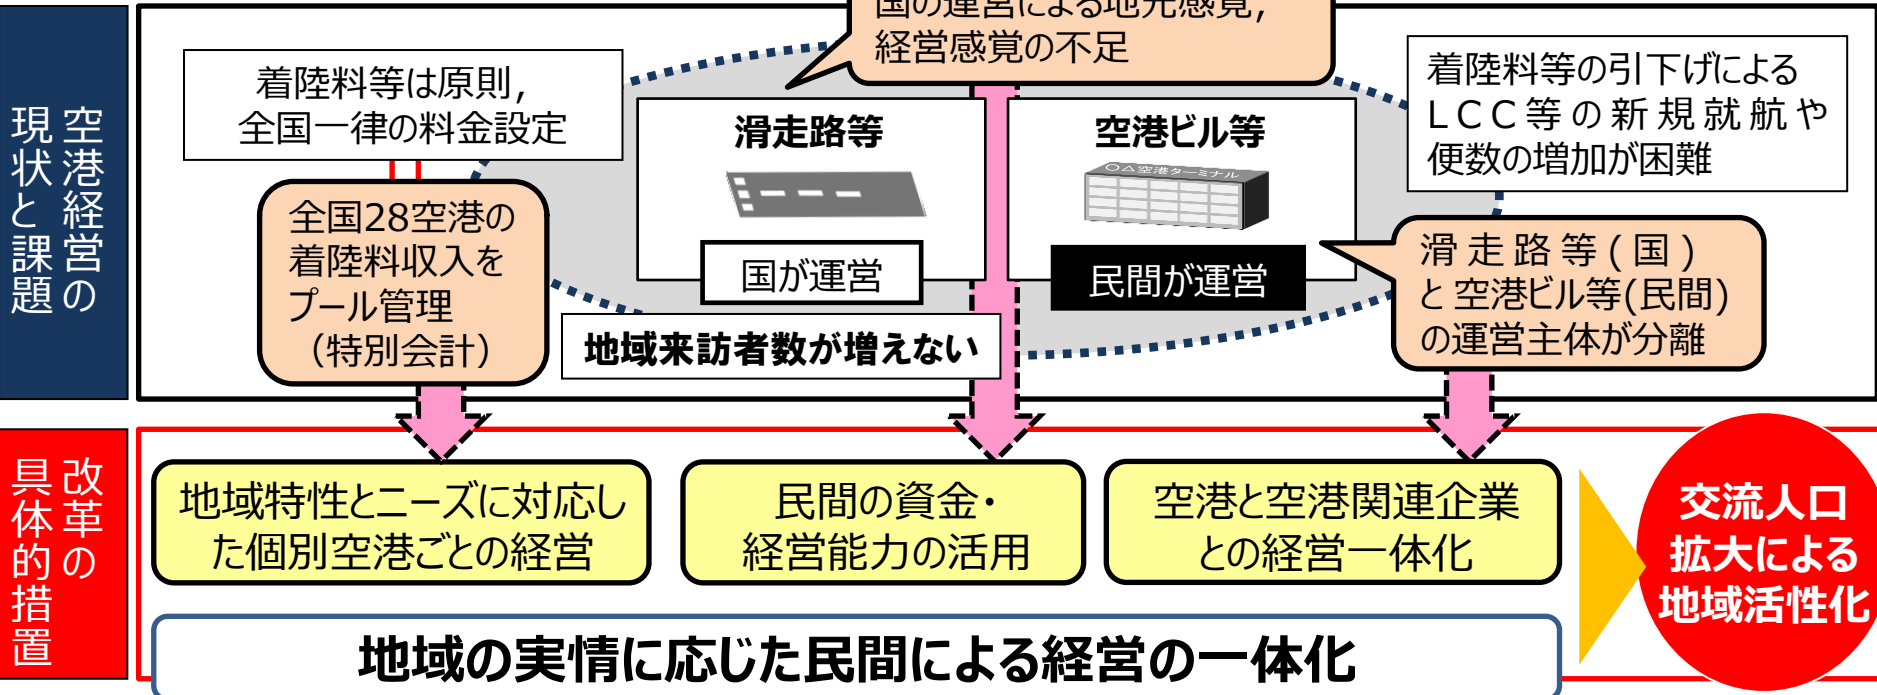 空港経営の
現状と課題
国の運営による地元感覚，
経営感覚の不足
着陸料等は原則，
全国一律の料金設定
滑走路等
国が運営
空港ビル等
○△空港ターミナル
民間が運営
着陸料等の引下げによる
LCC等の新規就航や
便数の増加が困難
全国28空港の
着陸料収入を
プール管理
（特別会計）
滑走路等(国)
と空港ビル等(民間)
の運営主体が分離
地域来訪者数が増えない
改革の
具体的措置
地域特性とニーズに対応し
た個別空港ごとの経営
民間の資金・
経営能力の活用
空港と空港関連企業
との経営一体化
地域の実情に応じた民間による経営の一体化
交流人口
拡大による
地域活性化